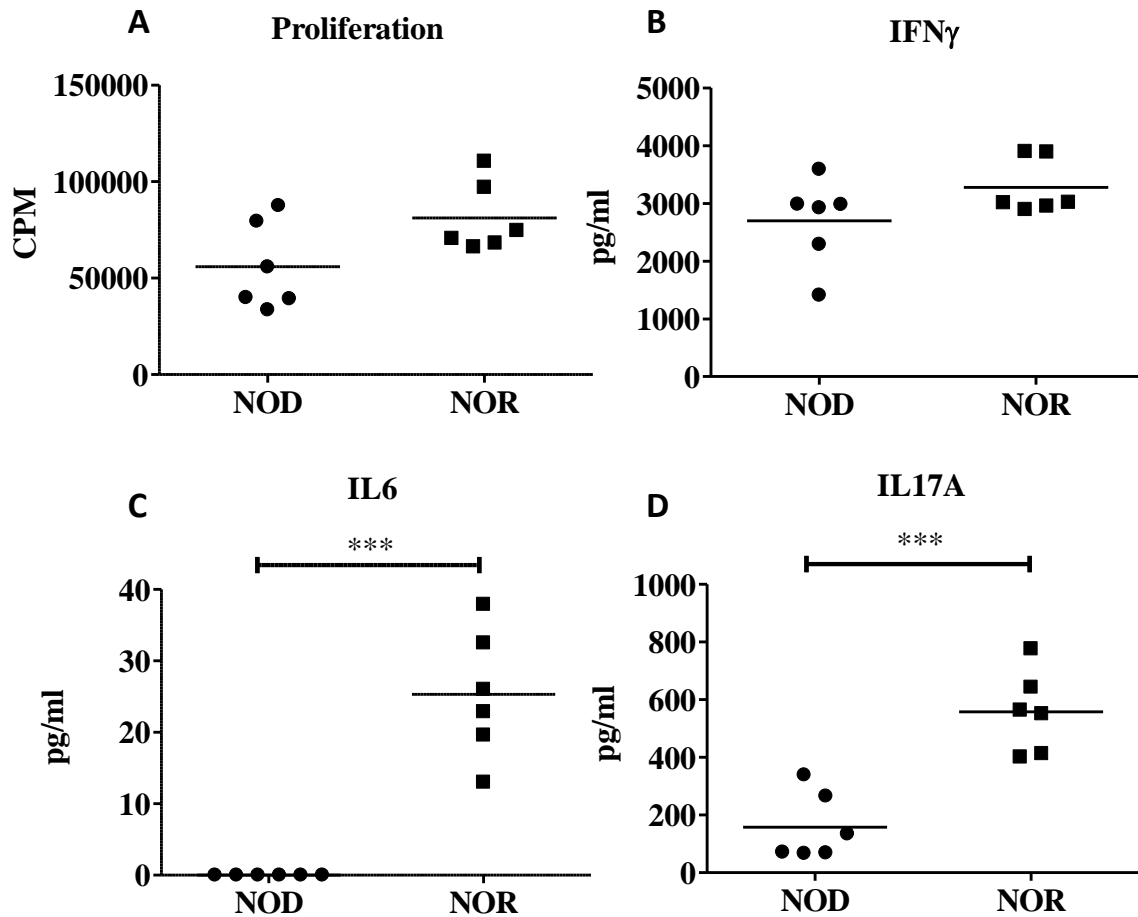 A
Proliferation
150000
100000
50000
0
CPM
NOD
NOR
B
IFNγ
5000
4000
3000
2000
1000
0
pg/ml
NOD
NOR
C
IL6
***
40
30
20
10
0
pg/ml
NOD
NOR
D
IL17A
***
1000
800
600
400
200
0
pg/ml
NOD
NOR